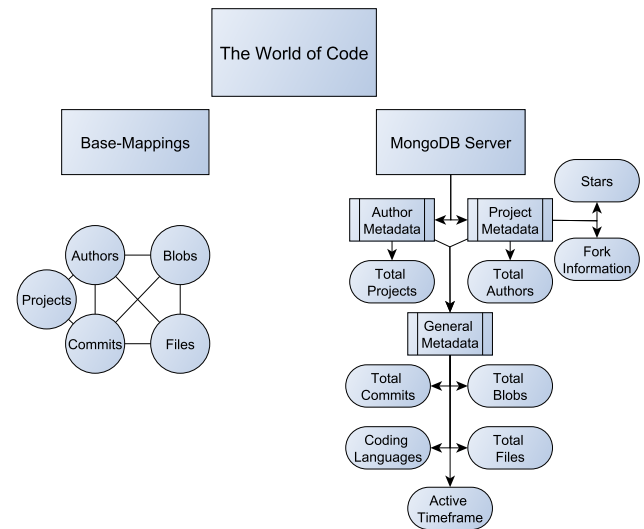 The World of Code
Base-Mappings
MongoDB Server
Authors
Blobs
Projects
Commits
Files
Author
Metadata
Project
Metadata
Stars
Fork
Information
Total
Projects
Total
Authors
General
Metadata
Total
Commits
Total
Blobs
Coding
Languages
Total
Files
Active
Timeframe